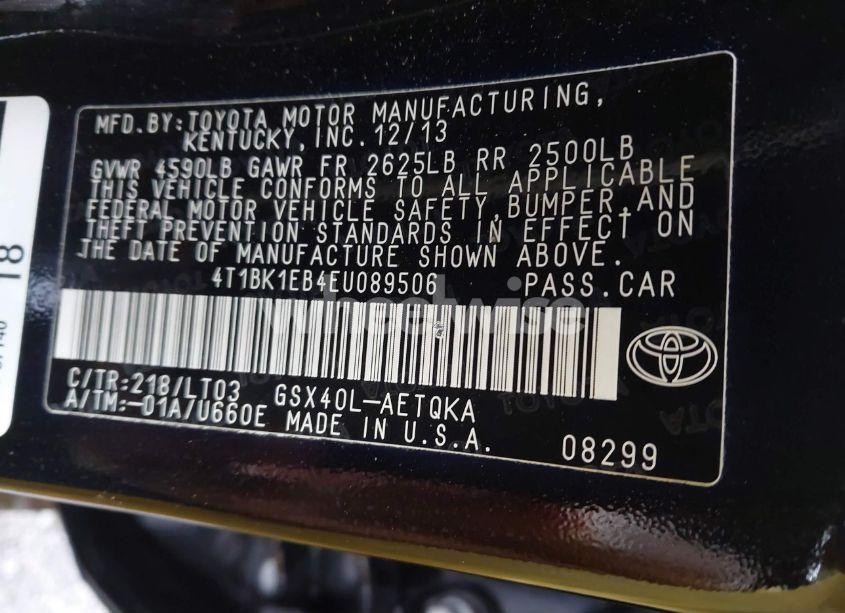 MFD.BY:TOYOTA MOTOR MANUFACTURING,
KENTUCKY, INC. 12/13
GVWR 4590LB GAWR FR 2625LB RR 2500LB
THIS VEHICLE CONFORMS TO ALL APPLICABLE
FEDERAL MOTOR VEHICLE SAFETY, BUMPER, AND
THEFT PREVENTION STANDARDS IN EFFECT ON
THE DATE OF MANUFACTURE SHOWN ABOVE.
4T1BK1EB4EU089506 PASS.CAR
wheelwise
C/TR:218/LT03 GSX40L-AETQKA
A/TM:-01A/U660E MADE IN U.S.A.
08299